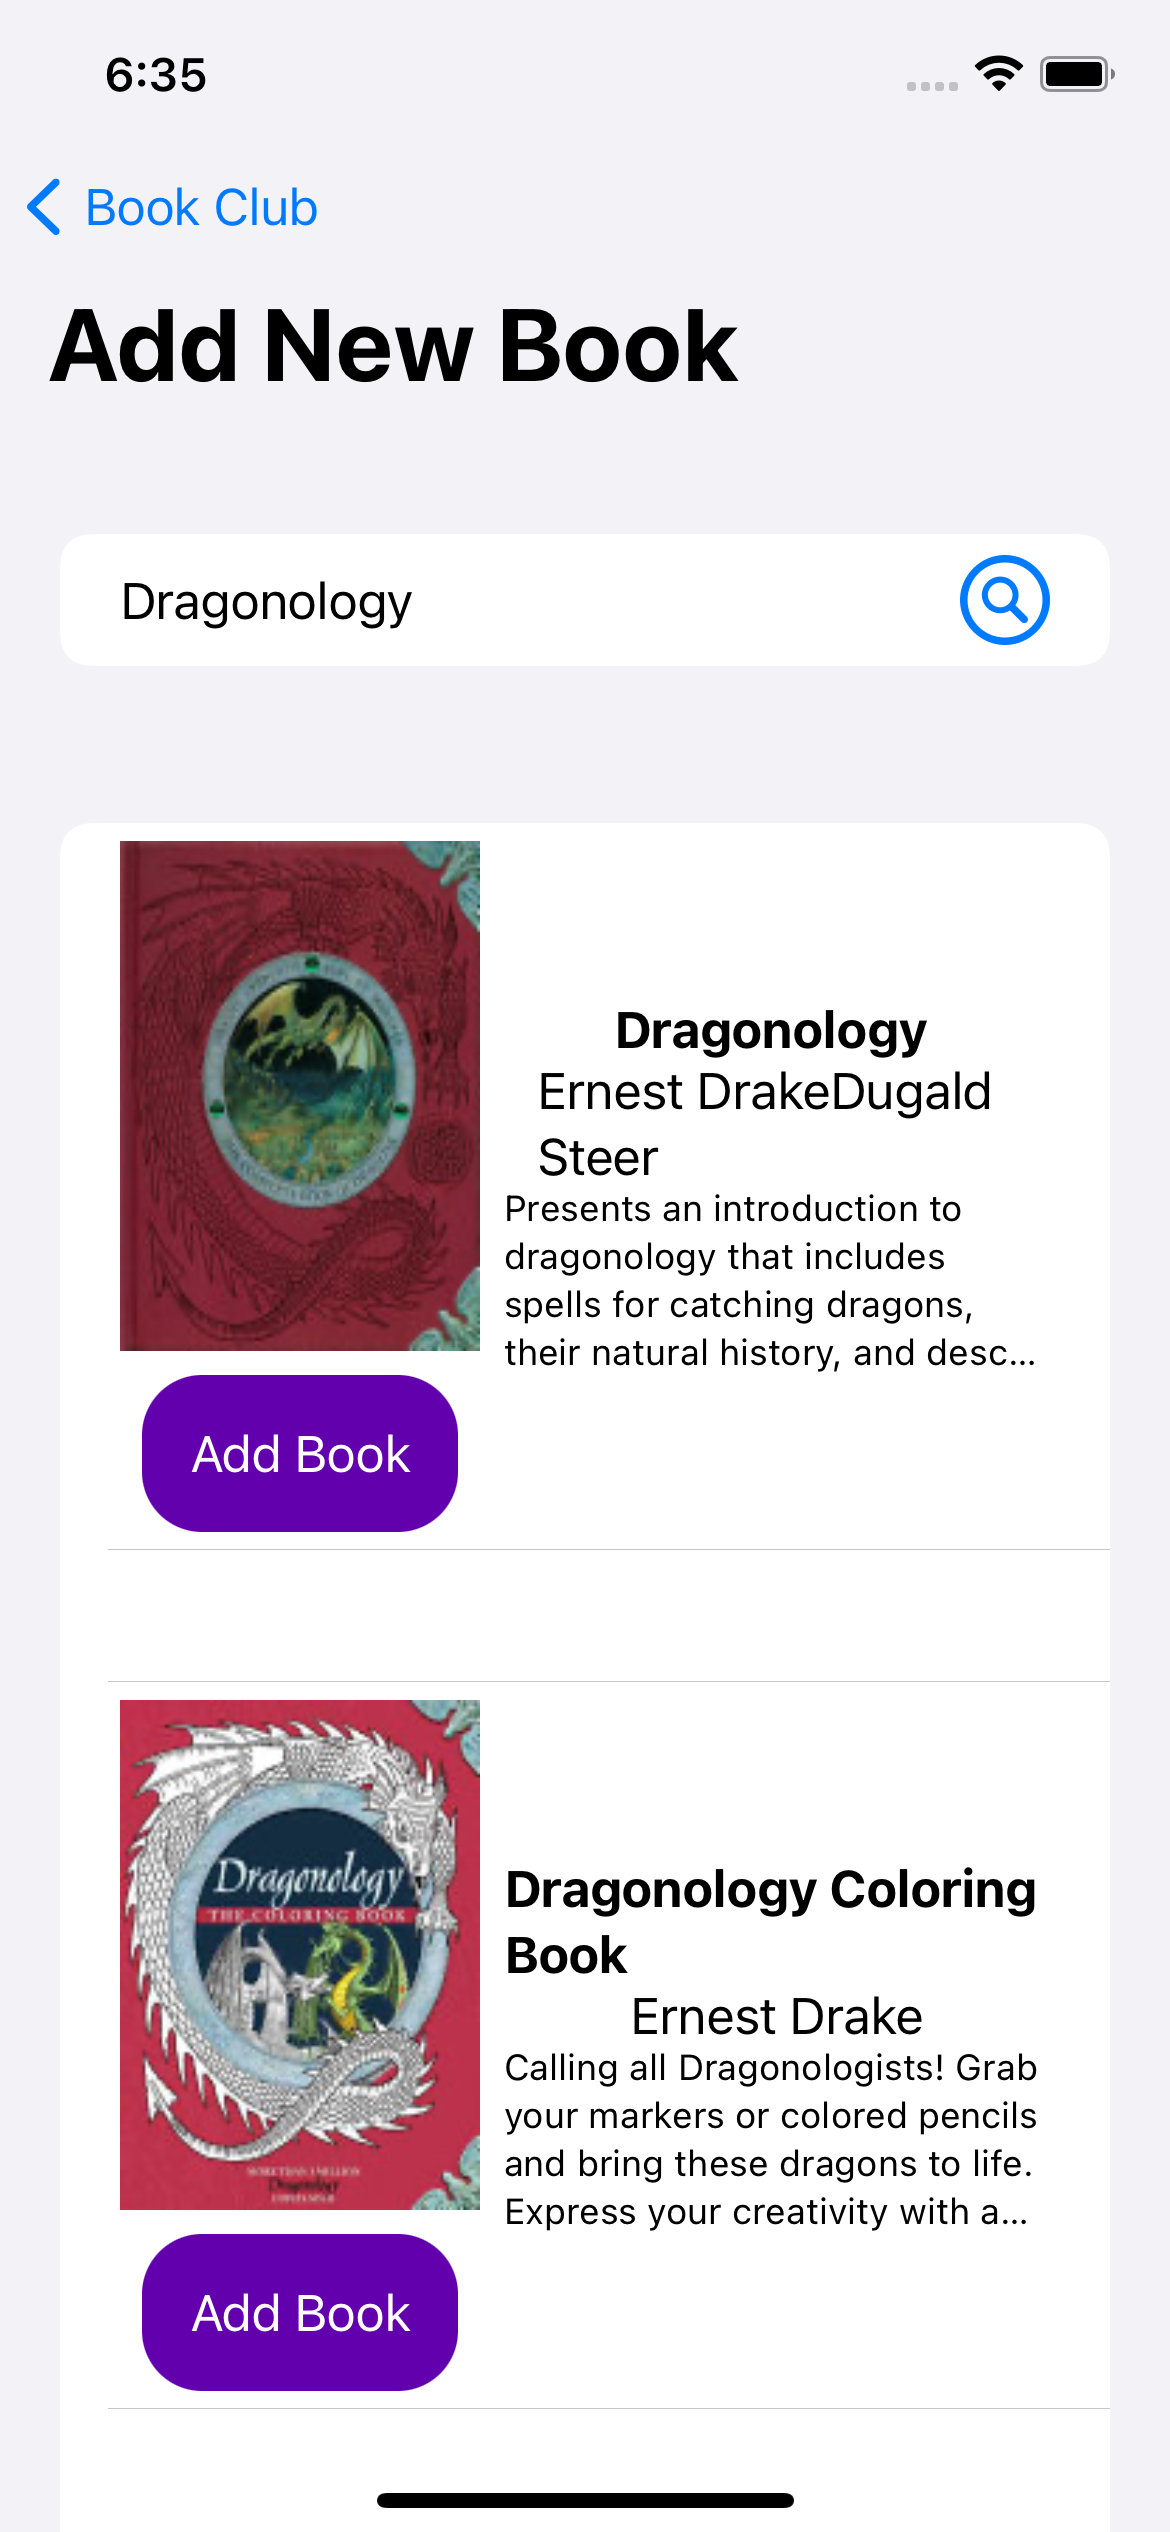 6:35
Book Club
Add New Book
Dragonology
Dragonology
Ernest DrakeDugald
Steer
Presents an introduction to
dragonology that includes
spells for catching dragons,
their natural history, and desc...
Add Book
Dragonology
THE COLORING BOOK
Dragonology Coloring
Book
Ernest Drake
Calling all Dragonologists! Grab
your markers or colored pencils
and bring these dragons to life.
Express your creativity with a...
Add Book